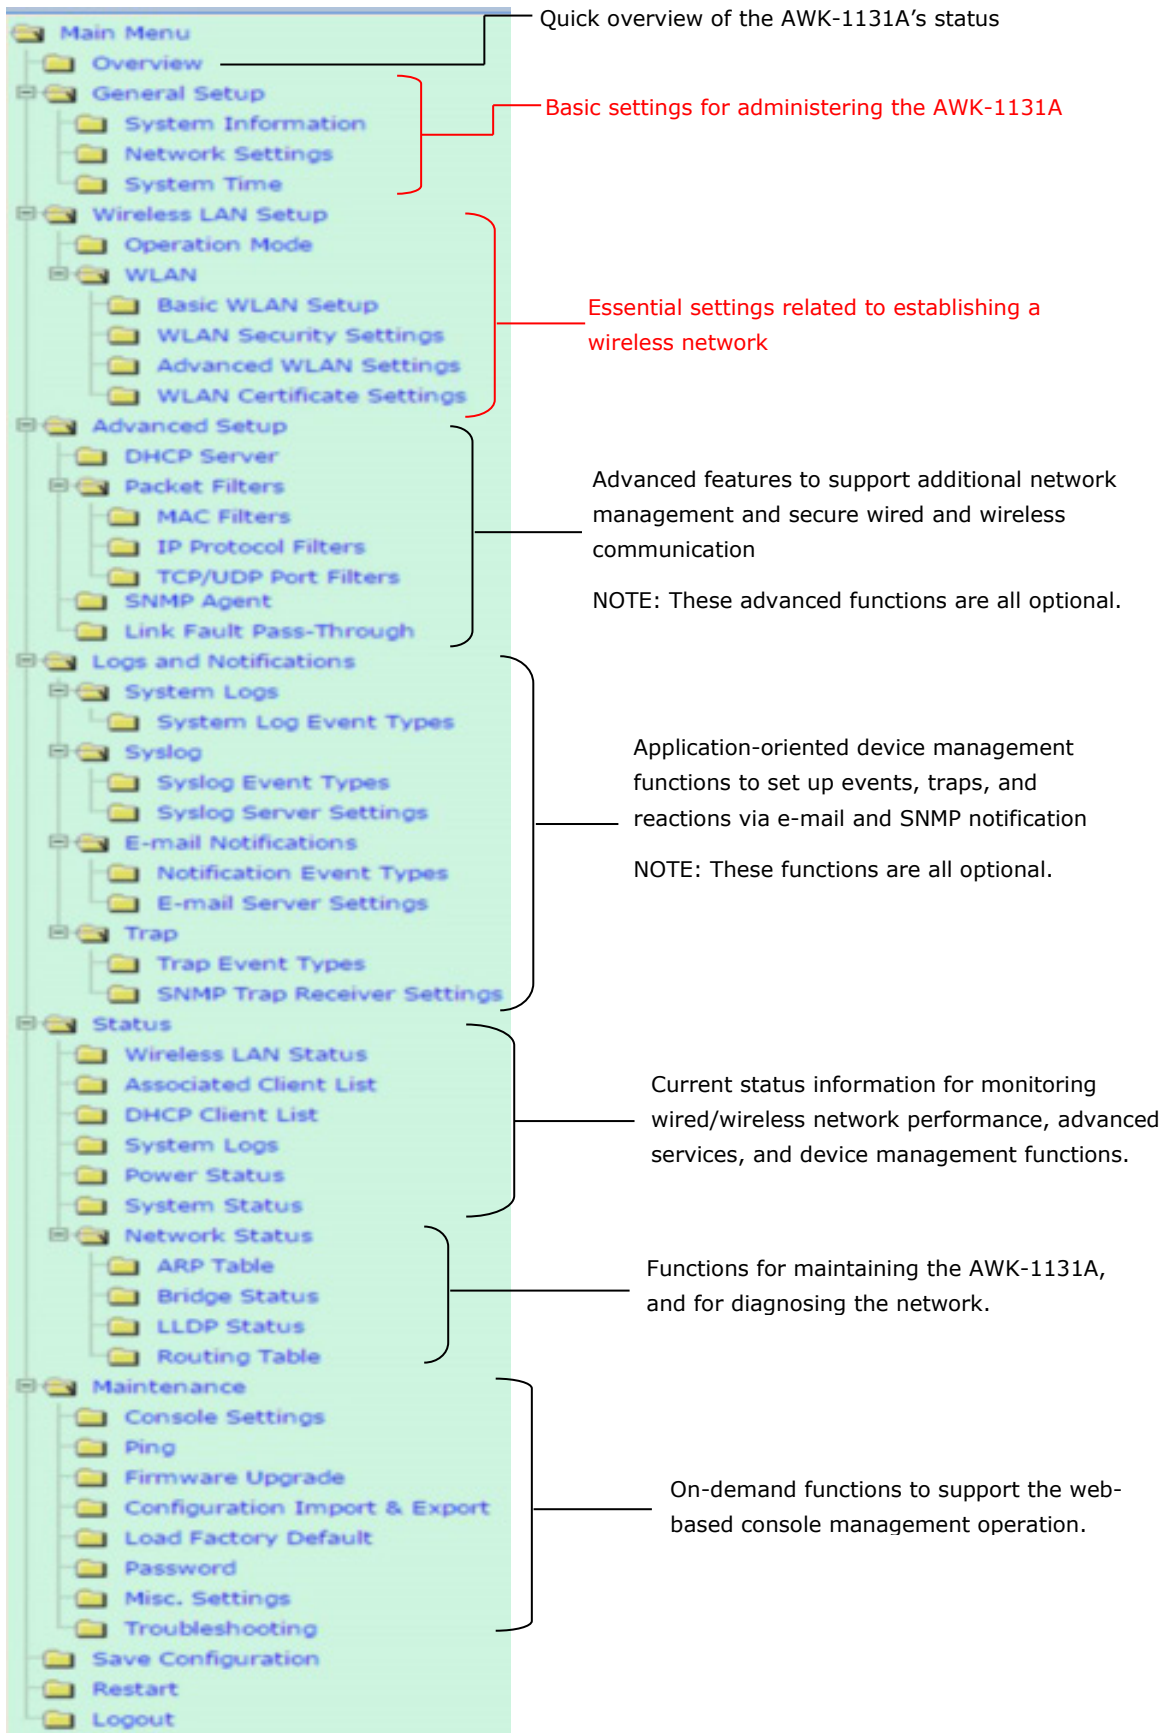 Main Menu
Overview
General Setup
System Information
Network Settings
System Time
Wireless LAN Setup
Operation Mode
WLAN
Basic WLAN Setup
WLAN Security Settings
Advanced WLAN Settings
WLAN Certificate Settings
Advanced Setup
DHCP Server
Packet Filters
MAC Filters
IP Protocol Filters
TCP/UDP Port Filters
SNMP Agent
Link Fault Pass-Through
Logs and Notifications
System Logs
System Log Event Types
Syslog
Syslog Event Types
Syslog Server Settings
E-mail Notifications
Notification Event Types
E-mail Server Settings
Trap
Trap Event Types
SNMP Trap Receiver Settings
Status
Wireless LAN Status
Associated Client List
DHCP Client List
System Logs
Power Status
System Status
Network Status
ARP Table
Bridge Status
LLDP Status
Routing Table
Maintenance
Console Settings
Ping
Firmware Upgrade
Configuration Import & Export
Load Factory Default
Password
Misc. Settings
Troubleshooting
Save Configuration
Restart
Logout
Quick overview of the AWK-1131A’s status
Basic settings for administering the AWK-1131A
Essential settings related to establishing a
wireless network
Advanced features to support additional network
management and secure wired and wireless
communication
NOTE: These advanced functions are all optional.
Application-oriented device management
functions to set up events, traps, and
reactions via e-mail and SNMP notification
NOTE: These functions are all optional.
Current status information for monitoring
wired/wireless network performance, advanced
services, and device management functions.
Functions for maintaining the AWK-1131A,
and for diagnosing the network.
On-demand functions to support the web-
based console management operation.